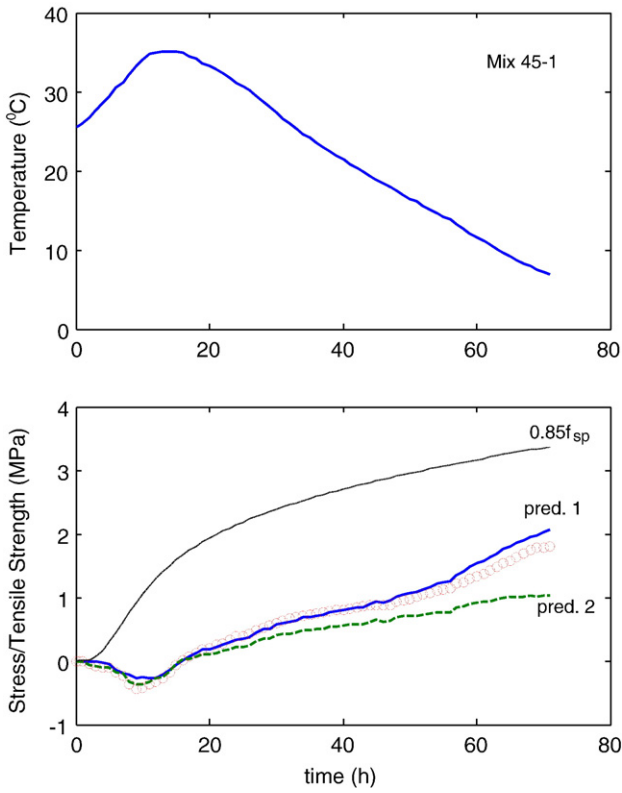 40
Mix 45-1
30
20
10
0
Temperature (⁰C)
0 20 40 60 80
4
0.85fsp
3
pred. 1
2
1
pred. 2
0
-1
Stress/Tensile Strength (MPa)
0 20 40 60 80
time (h)